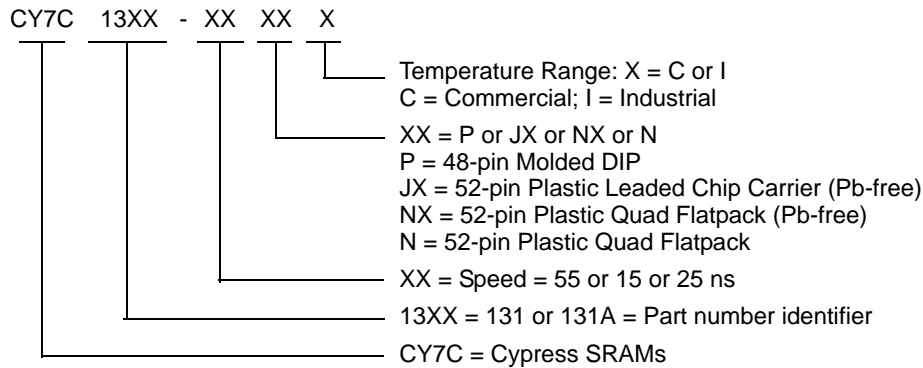 CY7C 13XX - XX XX X
Temperature Range: X = C or I
C = Commercial; I = Industrial
XX = P or JX or NX or N
P = 48-pin Molded DIP
JX = 52-pin Plastic Leaded Chip Carrier (Pb-free)
NX = 52-pin Plastic Quad Flatpack (Pb-free)
N = 52-pin Plastic Quad Flatpack
XX = Speed = 55 or 15 or 25 ns
13XX = 131 or 131A = Part number identifier
CY7C = Cypress SRAMs